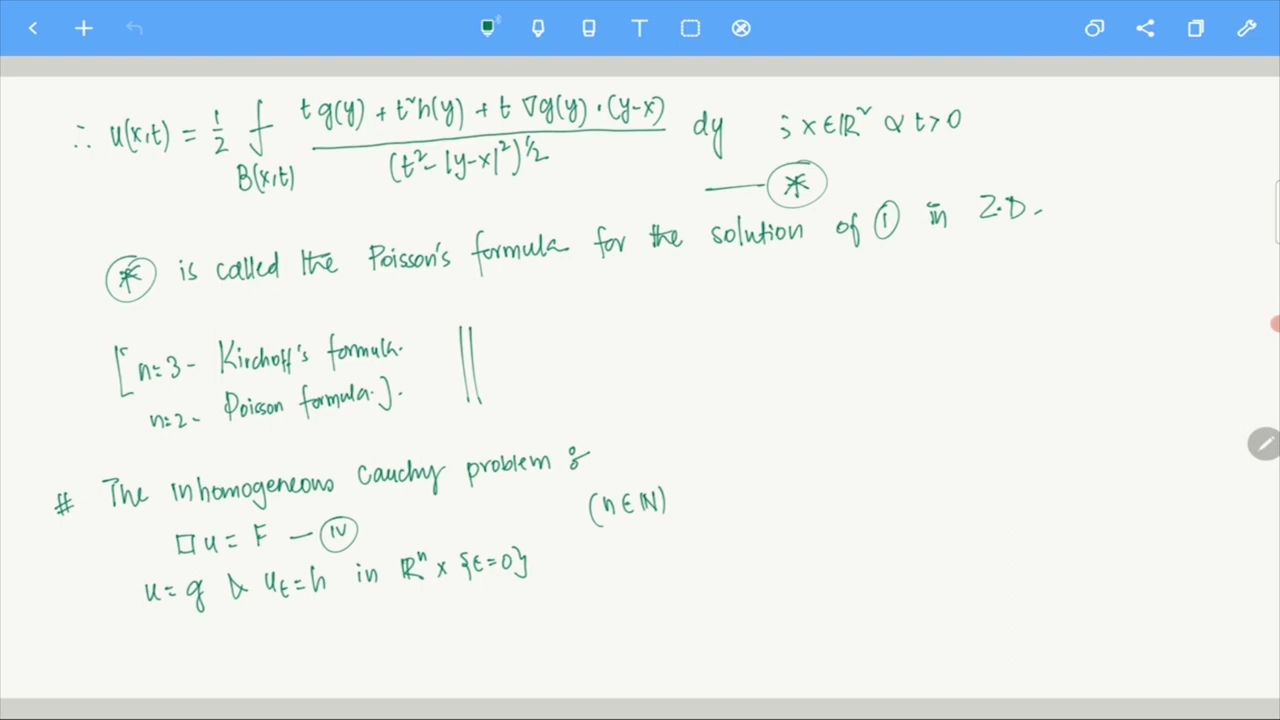 ∴ u(x,t) = 1/2 ⨍_{B(x,t)} (t g(y) + t² h(y) + t ∇g(y) · (y-x)) / (t² - |y-x|²)^{1/2} dy ; x ∈ ℝ² & t > 0
— (*)
(*) is called the Poisson's formula for the solution of (1) in 2-D.
[n=3 - Kirchoff's formula.
n=2 - Poisson formula.].
# The inhomogeneous Cauchy problem :
(n ∈ ℕ)
□u = F — (IV)
u = g & u_t = h in ℝⁿ × {t=0}